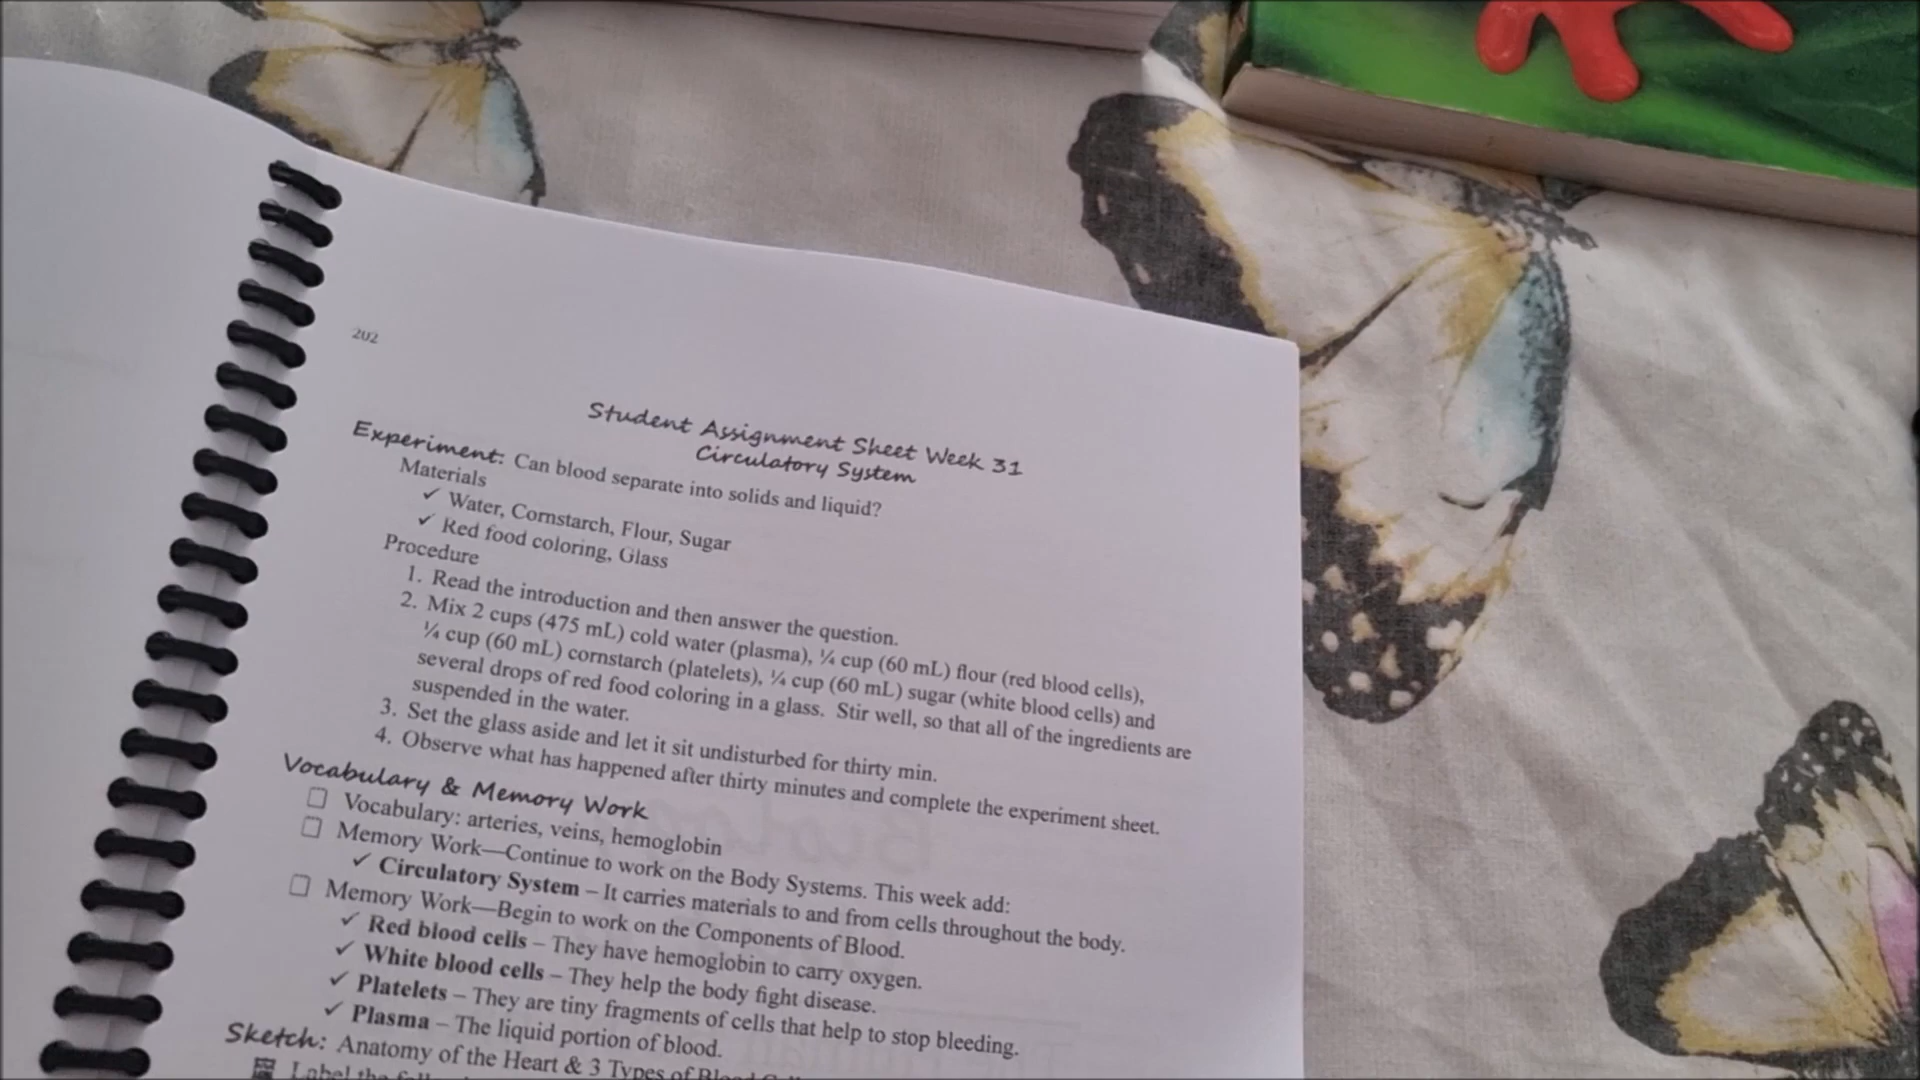 202
Student Assignment Sheet Week 31
Circulatory System
Experiment: Can blood separate into solids and liquid?
Materials
✓ Water, Cornstarch, Flour, Sugar
✓ Red food coloring, Glass
Procedure
1. Read the introduction and then answer the question.
2. Mix 2 cups (475 mL) cold water (plasma), ¼ cup (60 mL) flour (red blood cells),
¼ cup (60 mL) cornstarch (platelets), ¼ cup (60 mL) sugar (white blood cells) and
several drops of red food coloring in a glass. Stir well, so that all of the ingredients are
suspended in the water.
3. Set the glass aside and let it sit undisturbed for thirty min.
4. Observe what has happened after thirty minutes and complete the experiment sheet.
Vocabulary & Memory Work
☐ Vocabulary: arteries, veins, hemoglobin
☐ Memory Work—Continue to work on the Body Systems. This week add:
✓ Circulatory System – It carries materials to and from cells throughout the body.
☐ Memory Work—Begin to work on the Components of Blood.
✓ Red blood cells – They have hemoglobin to carry oxygen.
✓ White blood cells – They help the body fight disease.
✓ Platelets – They are tiny fragments of cells that help to stop bleeding.
✓ Plasma – The liquid portion of blood.
Sketch: Anatomy of the Heart & 3 Types of Blood
Label the